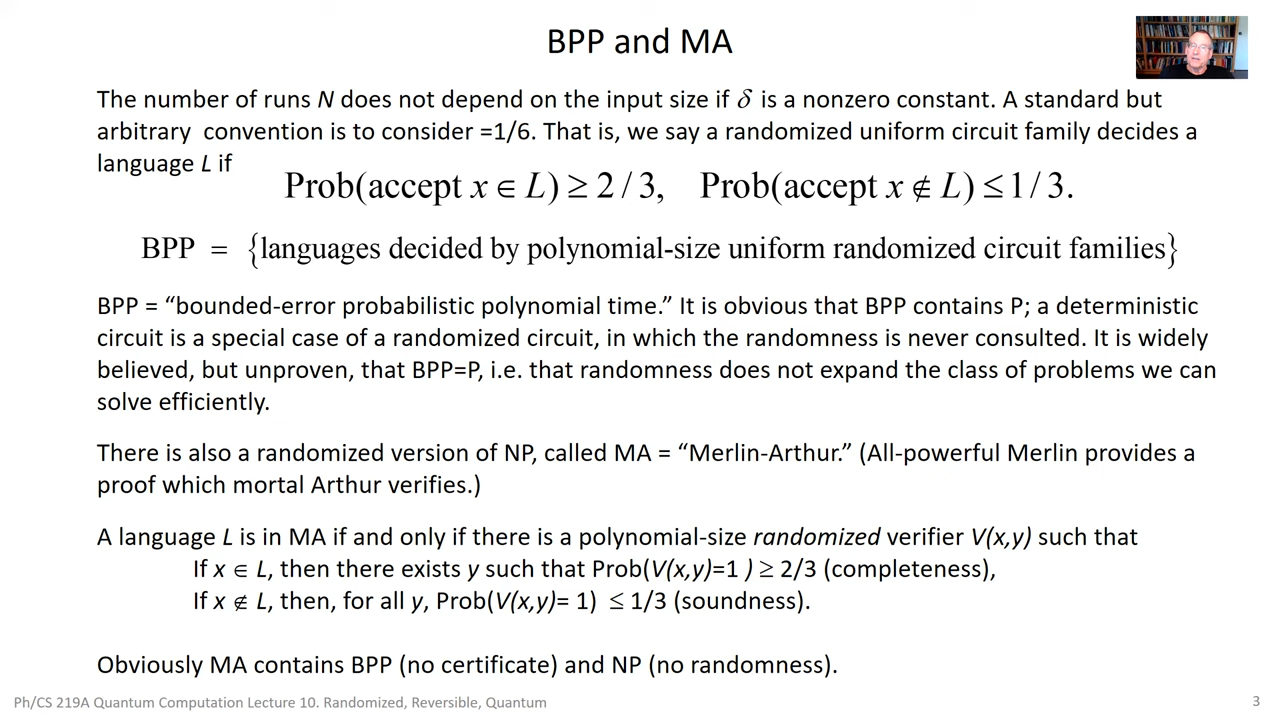 BPP and MA
The number of runs N does not depend on the input size if δ is a nonzero constant. A standard but
arbitrary convention is to consider =1/6. That is, we say a randomized uniform circuit family decides a
language L if
Prob(accept x ∈ L) ≥ 2 / 3, Prob(accept x ∉ L) ≤ 1 / 3.
BPP = {languages decided by polynomial-size uniform randomized circuit families}
BPP = “bounded-error probabilistic polynomial time.” It is obvious that BPP contains P; a deterministic
circuit is a special case of a randomized circuit, in which the randomness is never consulted. It is widely
believed, but unproven, that BPP=P, i.e. that randomness does not expand the class of problems we can
solve efficiently.
There is also a randomized version of NP, called MA = “Merlin-Arthur.” (All-powerful Merlin provides a
proof which mortal Arthur verifies.)
A language L is in MA if and only if there is a polynomial-size randomized verifier V(x,y) such that
If x ∈ L, then there exists y such that Prob(V(x,y)=1 ) ≥ 2/3 (completeness),
If x ∉ L, then, for all y, Prob(V(x,y)= 1) ≤ 1/3 (soundness).
Obviously MA contains BPP (no certificate) and NP (no randomness).
Ph/CS 219A Quantum Computation Lecture 10. Randomized, Reversible, Quantum
3